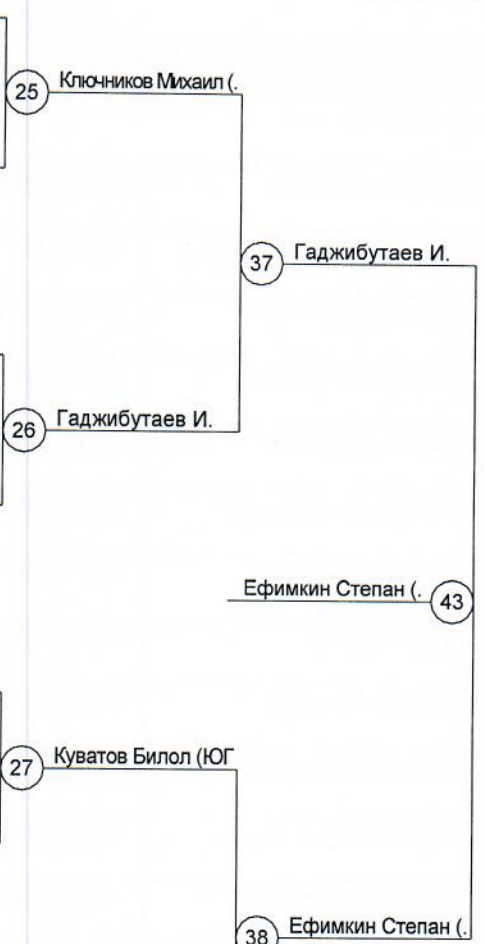 25 Ключников Михаил (.
37 Гаджибутаев И.
26 Гаджибутаев И.
Ефимкин Степан (. 43
27 Куватов Билол (ЮГ
38 Ефимкин Степан (.